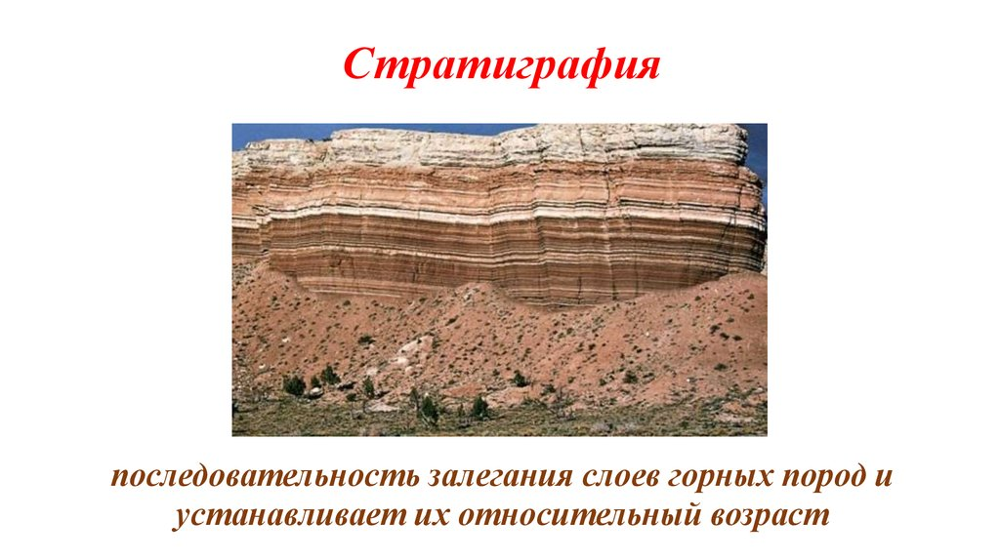 Стратиграфия
последовательность залегания слоев горных пород и
устанавливает их относительный возраст